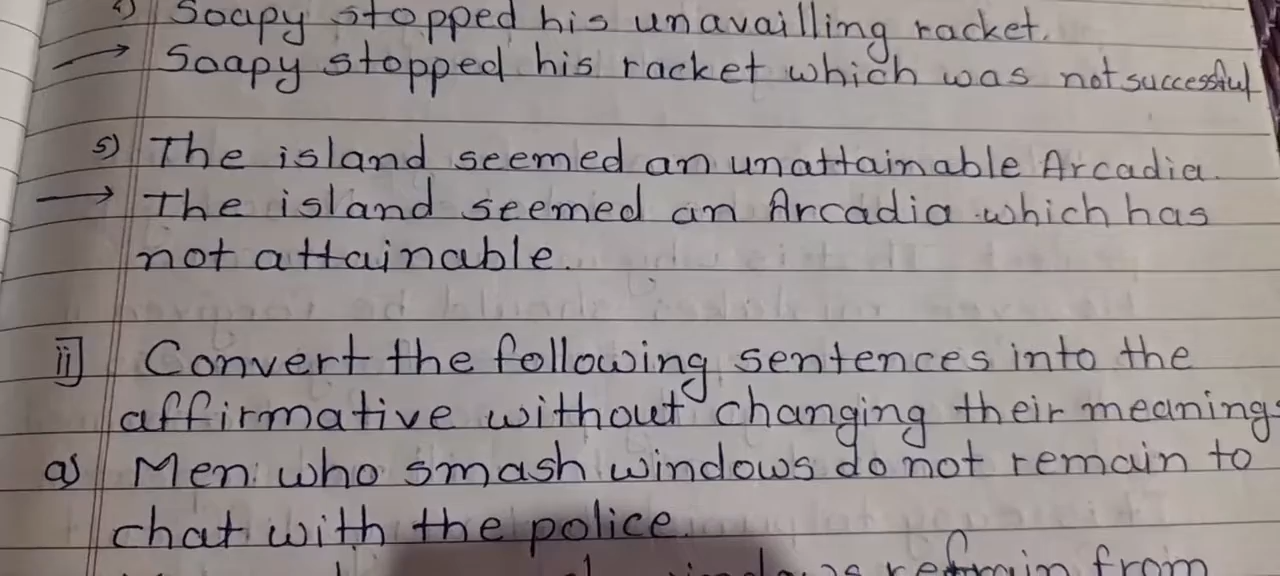 Soapy stopped his unavailling racket.
→ Soapy stopped his racket which was not successful
5) The island seemed an unattainable Arcadia.
→ The island seemed an Arcadia which has
not attainable.
ii] Convert the following sentences into the
affirmative without changing their meaning.
a) Men who smash windows do not remain to
chat with the police.
refrain from